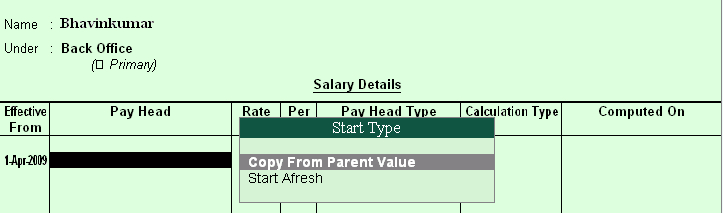 Name : Bhavinkumar
Under : Back Office
(□ Primary)
Salary Details
Effective From Pay Head Rate Per Pay Head Type Calculation Type Computed On
Start Type
1-Apr-2009
Copy From Parent Value
Start Afresh